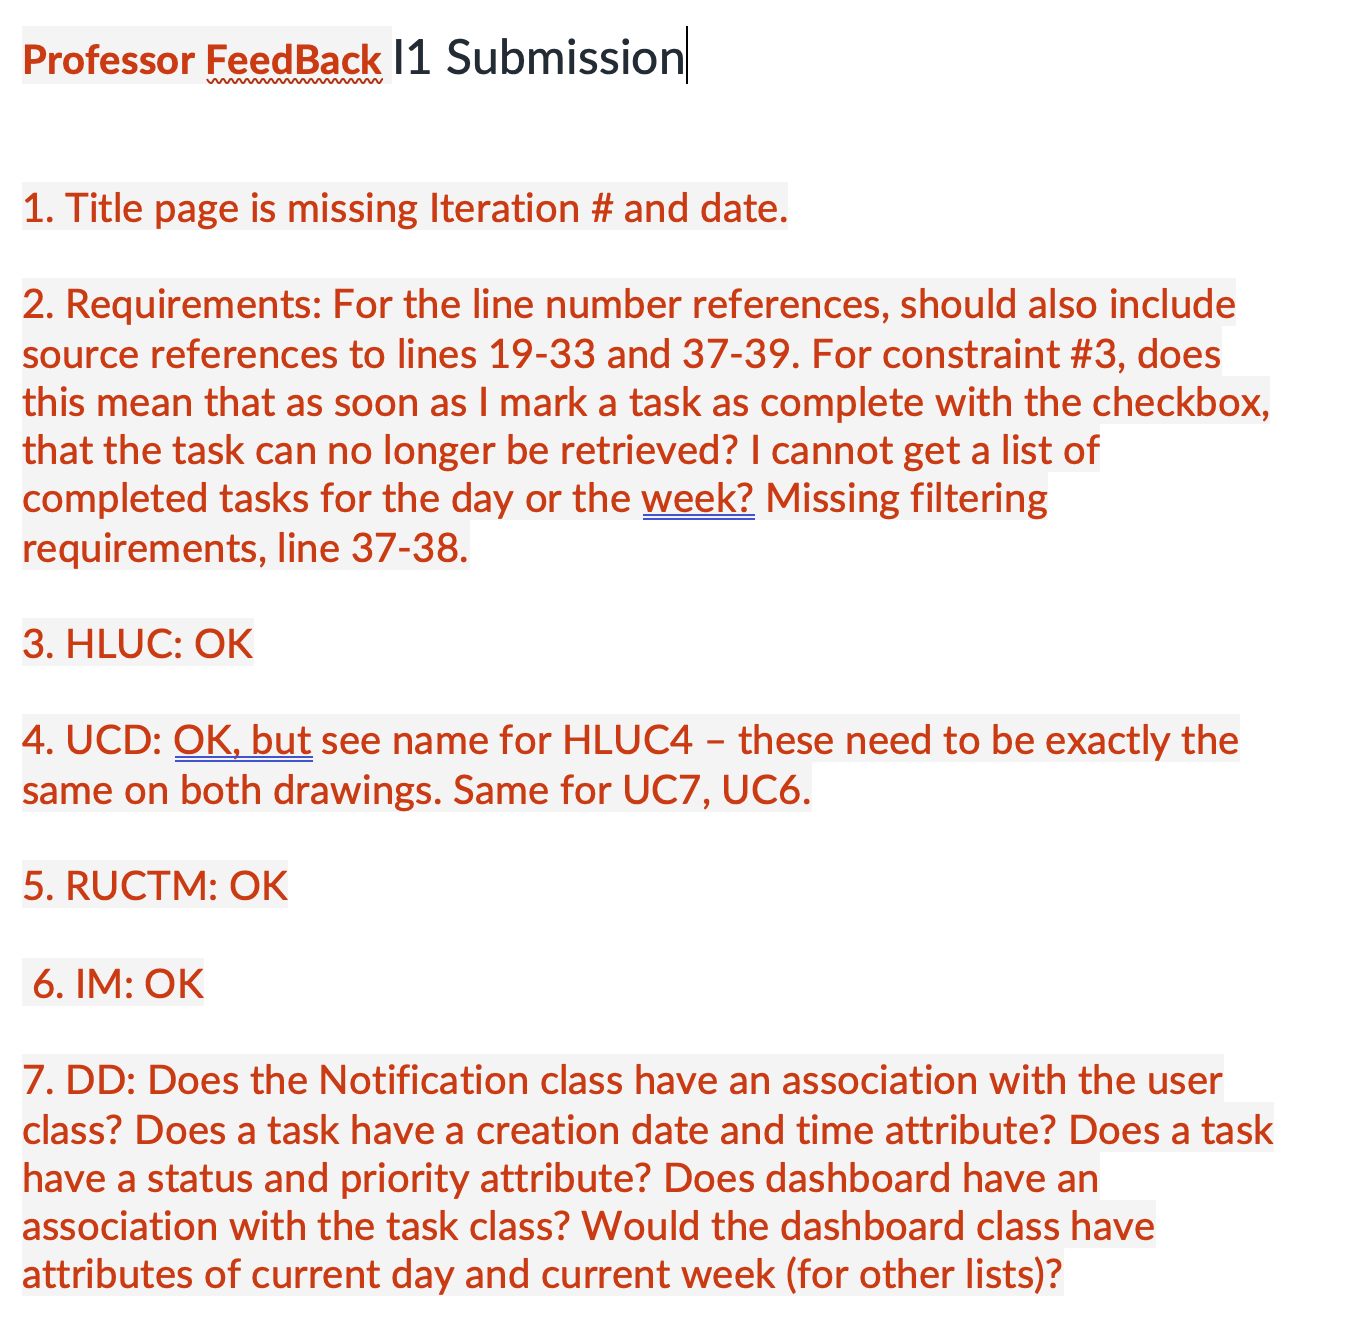 Professor FeedBack I1 Submission
1. Title page is missing Iteration # and date.
2. Requirements: For the line number references, should also include
source references to lines 19-33 and 37-39. For constraint #3, does
this mean that as soon as I mark a task as complete with the checkbox,
that the task can no longer be retrieved? I cannot get a list of
completed tasks for the day or the week? Missing filtering
requirements, line 37-38.
3. HLUC: OK
4. UCD: OK, but see name for HLUC4 – these need to be exactly the
same on both drawings. Same for UC7, UC6.
5. RUCTM: OK
6. IM: OK
7. DD: Does the Notification class have an association with the user
class? Does a task have a creation date and time attribute? Does a task
have a status and priority attribute? Does dashboard have an
association with the task class? Would the dashboard class have
attributes of current day and current week (for other lists)?